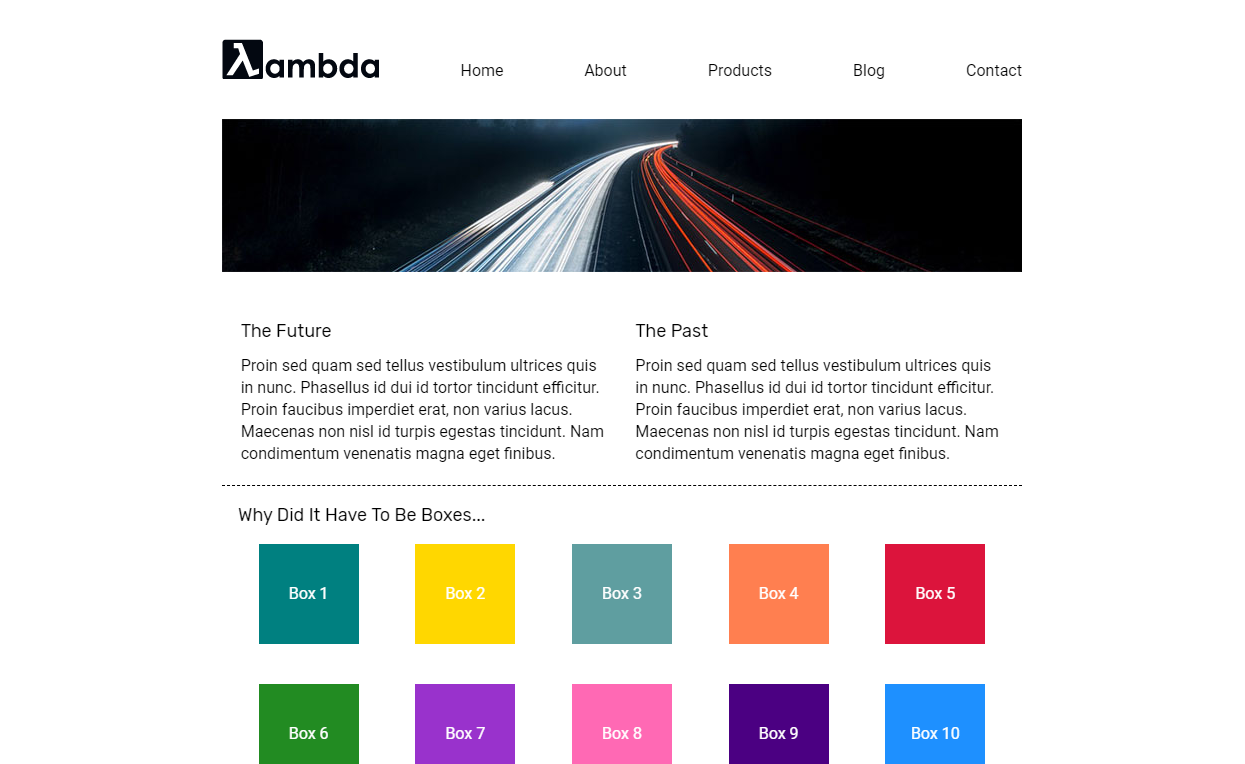 λambda
Home About Products Blog Contact
The Future
Proin sed quam sed tellus vestibulum ultrices quis
in nunc. Phasellus id dui id tortor tincidunt efficitur.
Proin faucibus imperdiet erat, non varius lacus.
Maecenas non nisl id turpis egestas tincidunt. Nam
condimentum venenatis magna eget finibus.
The Past
Proin sed quam sed tellus vestibulum ultrices quis
in nunc. Phasellus id dui id tortor tincidunt efficitur.
Proin faucibus imperdiet erat, non varius lacus.
Maecenas non nisl id turpis egestas tincidunt. Nam
condimentum venenatis magna eget finibus.
Why Did It Have To Be Boxes...
Box 1 Box 2 Box 3 Box 4 Box 5
Box 6 Box 7 Box 8 Box 9 Box 10